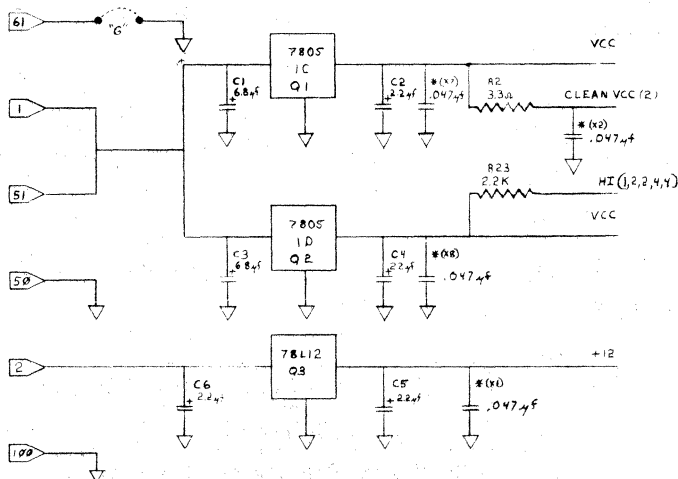 61
"G"
7805
1C
Q1
C1
+ 6.8µf
C2
+ 2.2µf
*(x7)
.047µf
VCC
R2
3.3Ω
CLEAN VCC (2)
*(x2)
.047µf
1
51
R23
2.2K
HI (1,2,2,4,4)
VCC
7805
1D
Q2
C3
+ 6.8µf
C4
+
*(x8)
.047µf
50
2
78L12
Q3
+12
C6
+ 2.2µf
C5
+ 2.2µf
*(x1)
.047µf
100